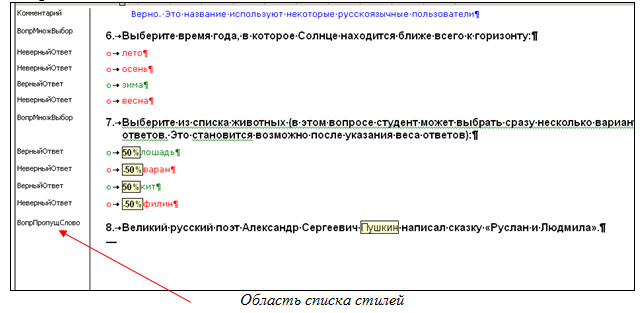 Комментарий Верно. Это название используют некоторые русскоязычные пользователи¶
6.→Выберите время года, в которое Солнце находится ближе всего к горизонту:¶
ВопрМножВыбор
НеверныйОтвет о→лето¶
НеверныйОтвет о→осень¶
ВерныйОтвет о→зима¶
НеверныйОтвет о→весна¶
ВопрМножВыбор 7.→Выберите из списка животных (в этом вопросе студент может выбрать сразу несколько вариан
ответов. Это становится возможно после указания веса ответов):¶
ВерныйОтвет о→50%лошадь¶
НеверныйОтвет о→-50%варан¶
ВерныйОтвет о→50%кит¶
НеверныйОтвет о→-50%филин¶
ВопрПропущСлово 8.→Великий русский поэт Александр Сергеевич Пушкин написал сказку «Руслан и Людмила».¶
Область списка стилей